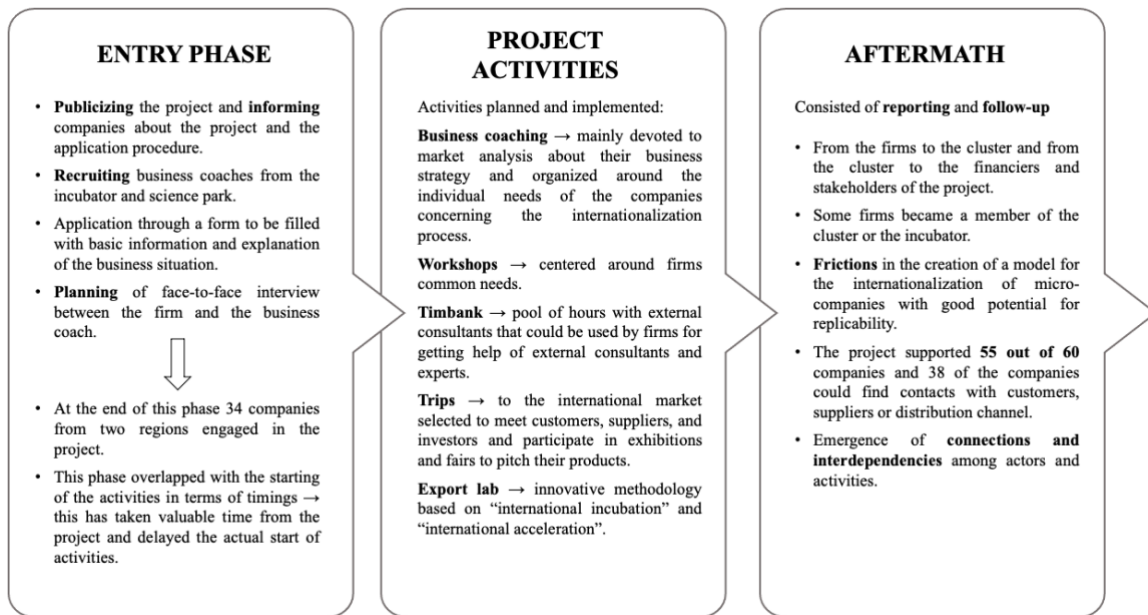 ENTRY PHASE
• Publicizing the project and informing
companies about the project and the
application procedure.
• Recruiting business coaches from the
incubator and science park.
• Application through a form to be filled
with basic information and explanation
of the business situation.
• Planning of face-to-face interview
between the firm and the business
coach.
• At the end of this phase 34 companies
from two regions engaged in the
project.
• This phase overlapped with the starting
of the activities in terms of timings →
this has taken valuable time from the
project and delayed the actual start of
activities.
PROJECT
ACTIVITIES
Activities planned and implemented:
Business coaching → mainly devoted to
market analysis about their business
strategy and organized around the
individual needs of the companies
concerning the internationalization
process.
Workshops → centered around firms
common needs.
Timbank → pool of hours with external
consultants that could be used by firms for
getting help of external consultants and
experts.
Trips → to the international market
selected to meet customers, suppliers, and
investors and participate in exhibitions
and fairs to pitch their products.
Export lab → innovative methodology
based on “international incubation” and
“international acceleration”.
AFTERMATH
Consisted of reporting and follow-up
• From the firms to the cluster and from
the cluster to the financiers and
stakeholders of the project.
• Some firms became a member of the
cluster or the incubator.
• Frictions in the creation of a model for
the internationalization of micro-
companies with good potential for
replicability.
• The project supported 55 out of 60
companies and 38 of the companies
could find contacts with customers,
suppliers or distribution channel.
• Emergence of connections and
interdependencies among actors and
activities.